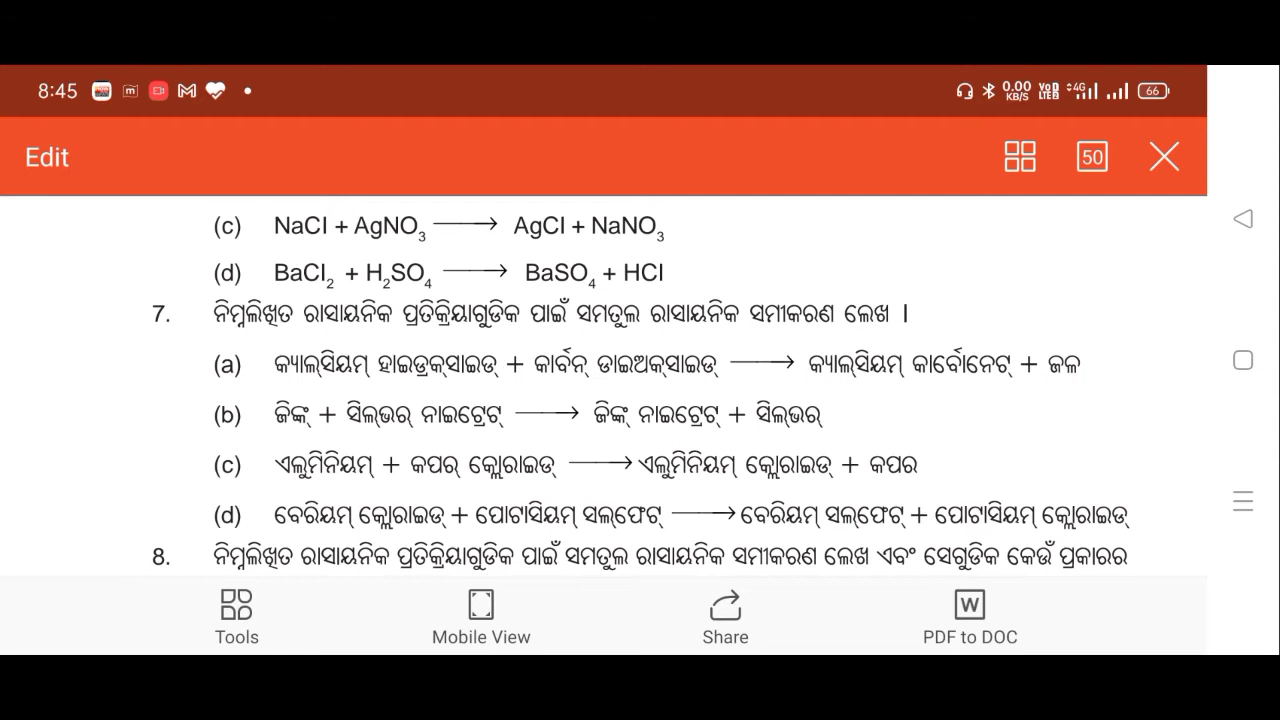 8:45 m 0.00 KB/S VoD LTE2 4G 66
Edit 50
(c) NaCl + AgNO₃ ⟶ AgCl + NaNO₃
(d) BaCl₂ + H₂SO₄ ⟶ BaSO₄ + HCl
7. ନିମ୍ନଲିଖିତ ରାସାୟନିକ ପ୍ରତିକ୍ରିୟାଗୁଡିକ ପାଇଁ ସମତୁଲ ରାସାୟନିକ ସମୀକରଣ ଲେଖ ।
(a) କ୍ୟାଲ୍‌ସିୟମ୍ ହାଇଡ୍ରକ୍‌ସାଇଡ୍ + କାର୍ବନ୍ ଡାଇଅକ୍‌ସାଇଡ୍ ⟶ କ୍ୟାଲ୍‌ସିୟମ୍ କାର୍ବୋନେଟ୍ + ଜଳ
(b) ଜିଙ୍କ୍ + ସିଲ୍‌ଭର୍ ନାଇଟ୍ରେଟ୍ ⟶ ଜିଙ୍କ୍ ନାଇଟ୍ରେଟ୍ + ସିଲ୍‌ଭର୍
(c) ଏଲୁମିନିୟମ୍ + କପର୍ କ୍ଲୋରାଇଡ୍ ⟶ ଏଲୁମିନିୟମ୍ କ୍ଲୋରାଇଡ୍ + କପର
(d) ବେରିୟମ୍ କ୍ଲୋରାଇଡ୍ + ପୋଟାସିୟମ୍ ସଲ୍‌ଫେଟ୍ ⟶ ବେରିୟମ୍ ସଲ୍‌ଫେଟ୍ + ପୋଟାସିୟମ୍ କ୍ଲୋରାଇଡ୍
8. ନିମ୍ନଲିଖିତ ରାସାୟନିକ ପ୍ରତିକ୍ରିୟାଗୁଡିକ ପାଇଁ ସମତୁଲ ରାସାୟନିକ ସମୀକରଣ ଲେଖ ଏବଂ ସେଗୁଡିକ କେଉଁ ପ୍ରକାରର
W
Tools Mobile View Share PDF to DOC